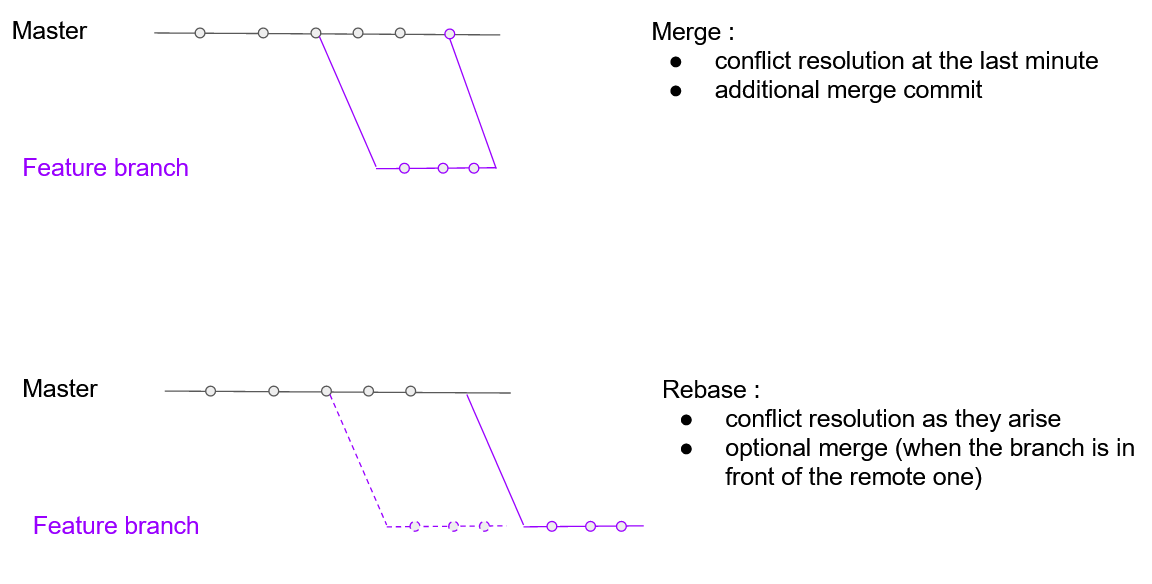 Master
Merge :
● conflict resolution at the last minute
● additional merge commit
Feature branch
Master
Rebase :
● conflict resolution as they arise
● optional merge (when the branch is in
front of the remote one)
Feature branch